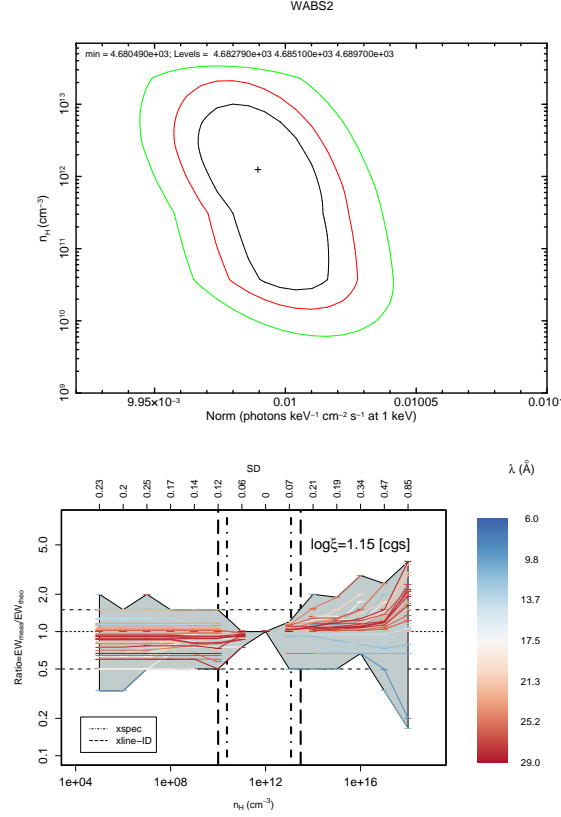 WABS2
min = 4.680490e+03; Levels = 4.682790e+03 4.685100e+03 4.689700e+03
10¹³
10¹²
10¹¹
10¹⁰
10⁹
n_H (cm⁻³)
9.95×10⁻³ 0.01 0.01005 0.0101
Norm (photons keV⁻¹ cm⁻² s⁻¹ at 1 keV)
SD
0.23 0.2 0.25 0.17 0.14 0.12 0.06 0 0.07 0.21 0.19 0.34 0.47 0.85
logξ=1.15 [cgs]
5.0
2.0
1.0
0.5
0.2
0.1
Ratio=EW_meas/EW_theo
xspec
xline−ID
1e+04 1e+08 1e+12 1e+16
n_H (cm⁻³)
λ (Å)
6.0
9.8
13.7
17.5
21.3
25.2
29.0